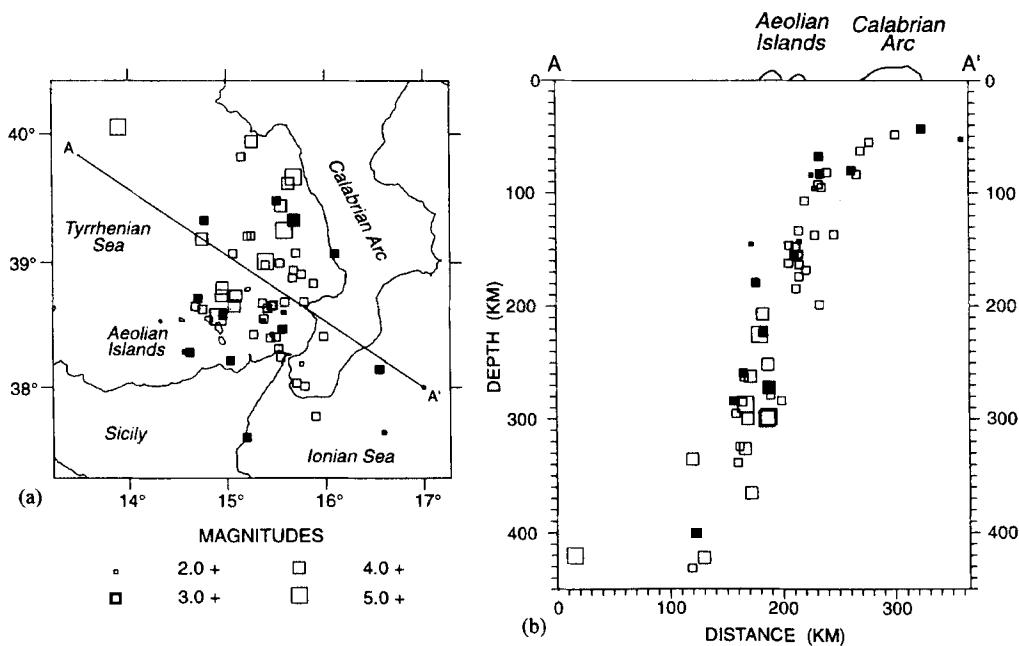 Aeolian Islands
Calabrian Arc
A
A'
0
0
100
100
200
200
300
300
400
400
DEPTH (KM)
0
100
200
300
DISTANCE (KM)
(b)
40°
39°
38°
A
A'
Tyrrhenian Sea
Calabrian Arc
Aeolian Islands
Sicily
Ionian Sea
(a)
14°
15°
16°
17°
MAGNITUDES
2.0 +
4.0 +
3.0 +
5.0 +